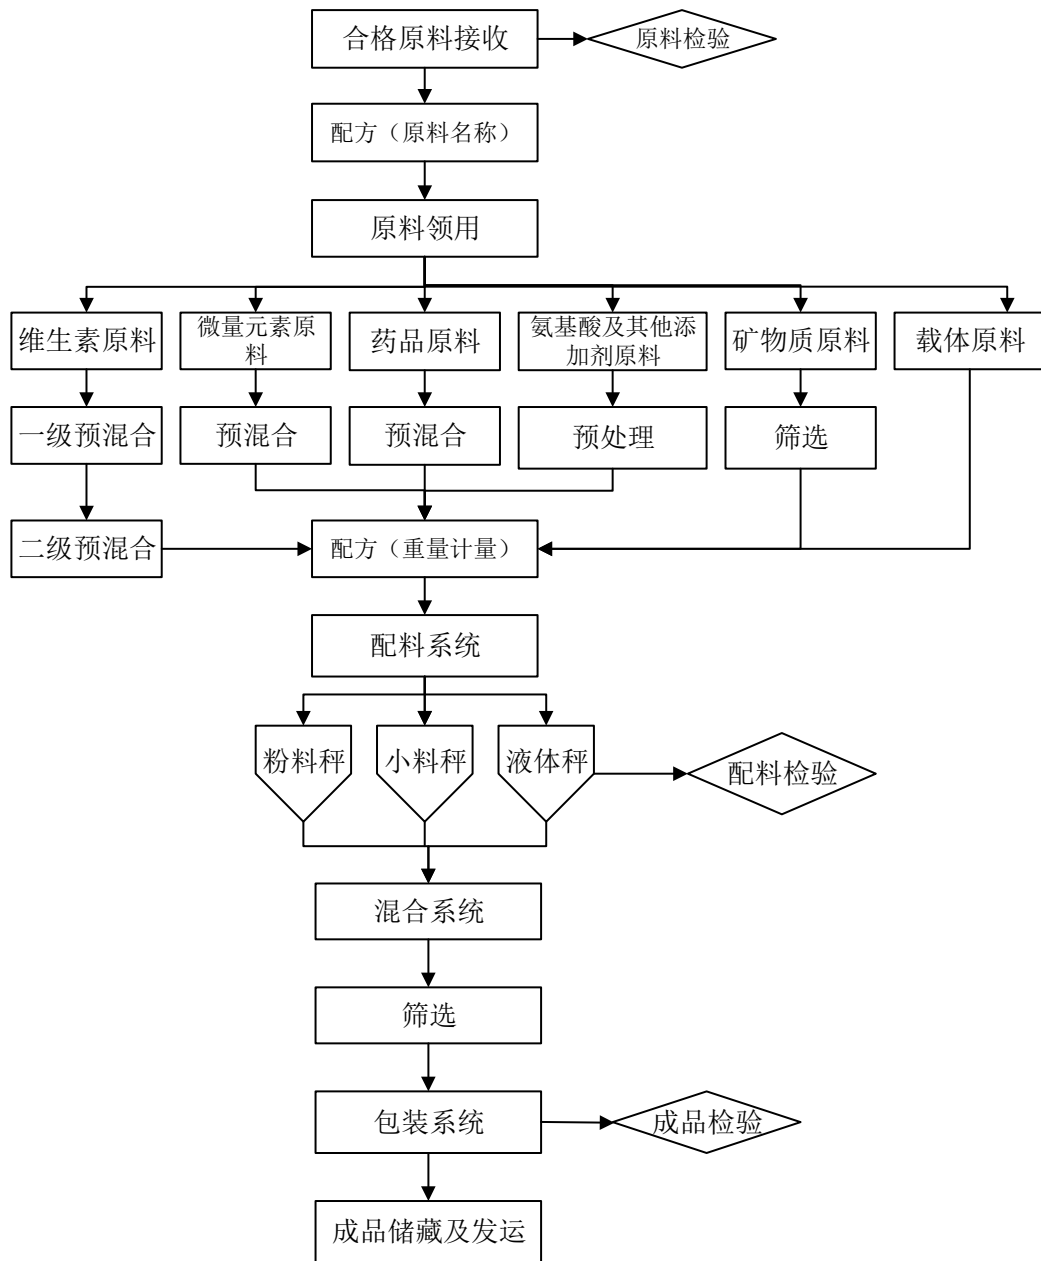 合格原料接收
原料检验
配方（原料名称）
原料领用
维生素原料
微量元素原
料
药品原料
氨基酸及其他添
加剂原料
矿物质原料
载体原料
一级预混合
预混合
预混合
预处理
筛选
二级预混合
配方（重量计量）
配料系统
粉料秤
小料秤
液体秤
配料检验
混合系统
筛选
包装系统
成品检验
成品储藏及发运